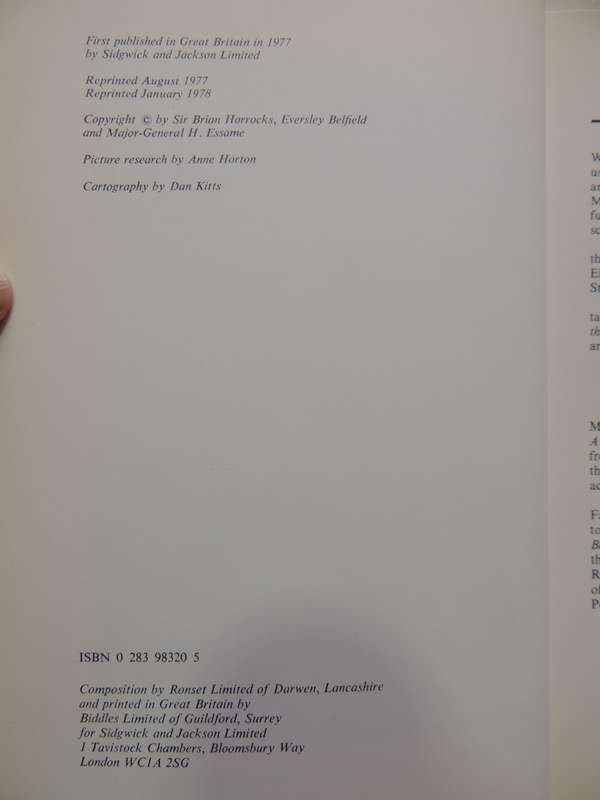 First published in Great Britain in 1977
by Sidgwick and Jackson Limited
Reprinted August 1977
Reprinted January 1978
Copyright © by Sir Brian Horrocks, Eversley Belfield
and Major-General H. Essame
Picture research by Anne Horton
Cartography by Dan Kitts
ISBN 0 283 98320 5
Composition by Ronset Limited of Darwen, Lancashire
and printed in Great Britain by
Biddles Limited of Guildford, Surrey
for Sidgwick and Jackson Limited
1 Tavistock Chambers, Bloomsbury Way
London WC1A 2SG